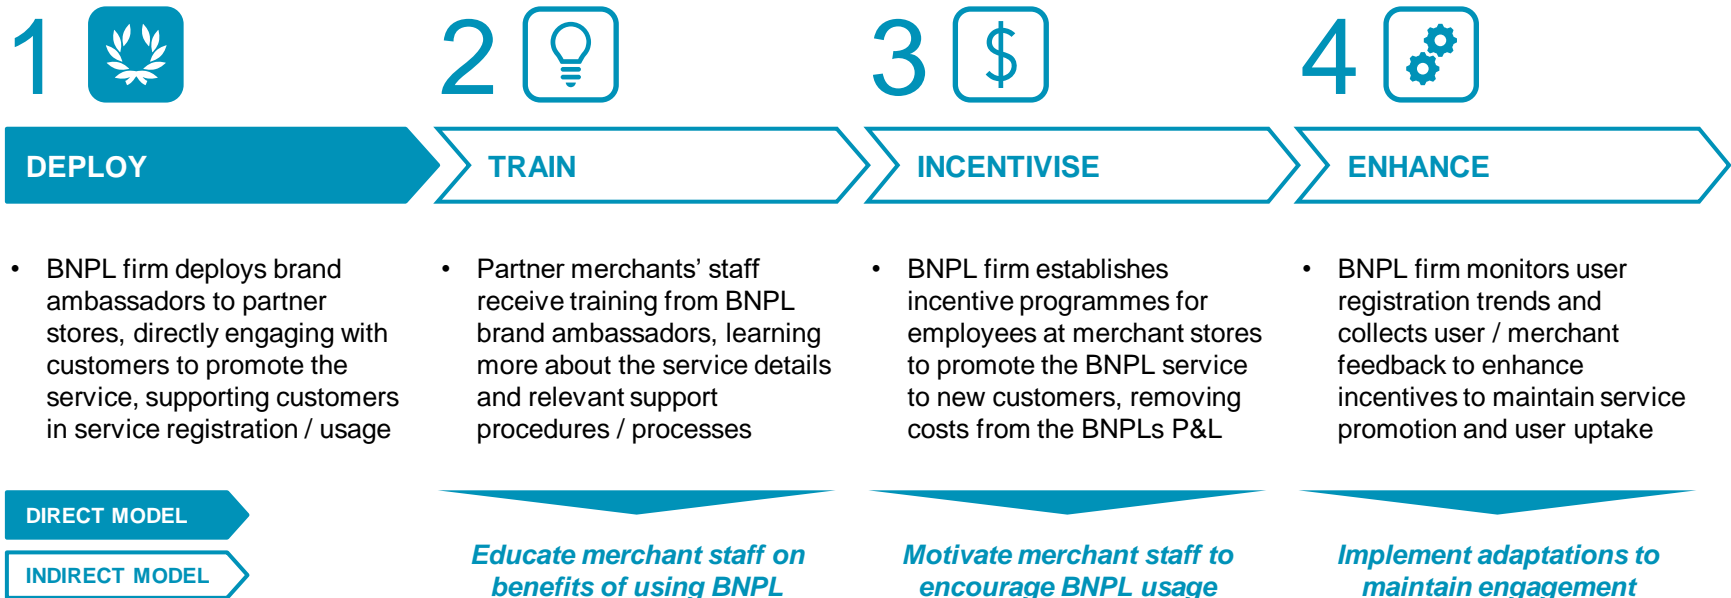 1
2
3
$
4
DEPLOY
TRAIN
INCENTIVISE
ENHANCE
• BNPL firm deploys brand
ambassadors to partner
stores, directly engaging with
customers to promote the
service, supporting customers
in service registration / usage
• Partner merchants’ staff
receive training from BNPL
brand ambassadors, learning
more about the service details
and relevant support
procedures / processes
• BNPL firm establishes
incentive programmes for
employees at merchant stores
to promote the BNPL service
to new customers, removing
costs from the BNPLs P&L
• BNPL firm monitors user
registration trends and
collects user / merchant
feedback to enhance
incentives to maintain service
promotion and user uptake
DIRECT MODEL
INDIRECT MODEL
Educate merchant staff on
benefits of using BNPL
Motivate merchant staff to
encourage BNPL usage
Implement adaptations to
maintain engagement